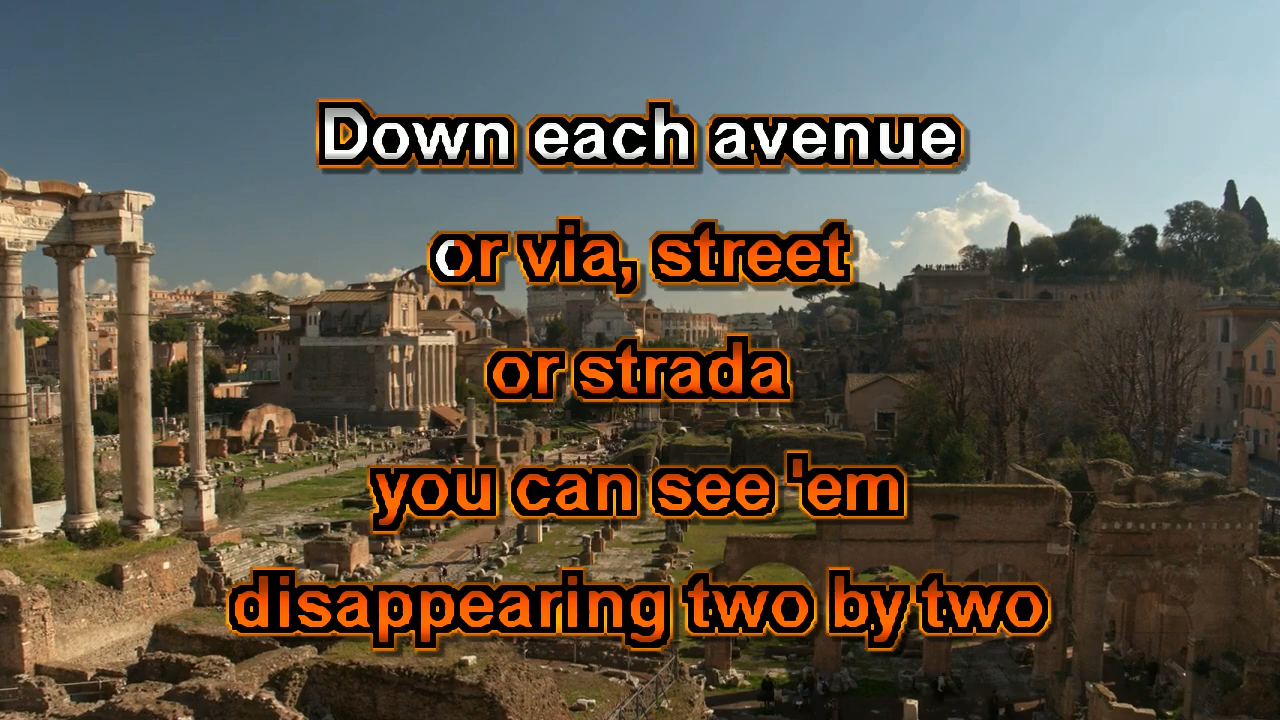 Down each avenue
or via, street
or strada
you can see 'em
disappearing two by two